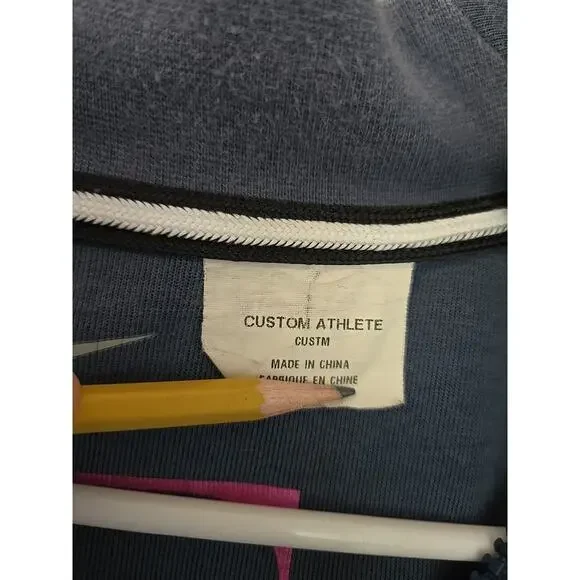 CUSTOM ATHLETE
CUSTM
MADE IN CHINA
FABRIQUE EN CHINE